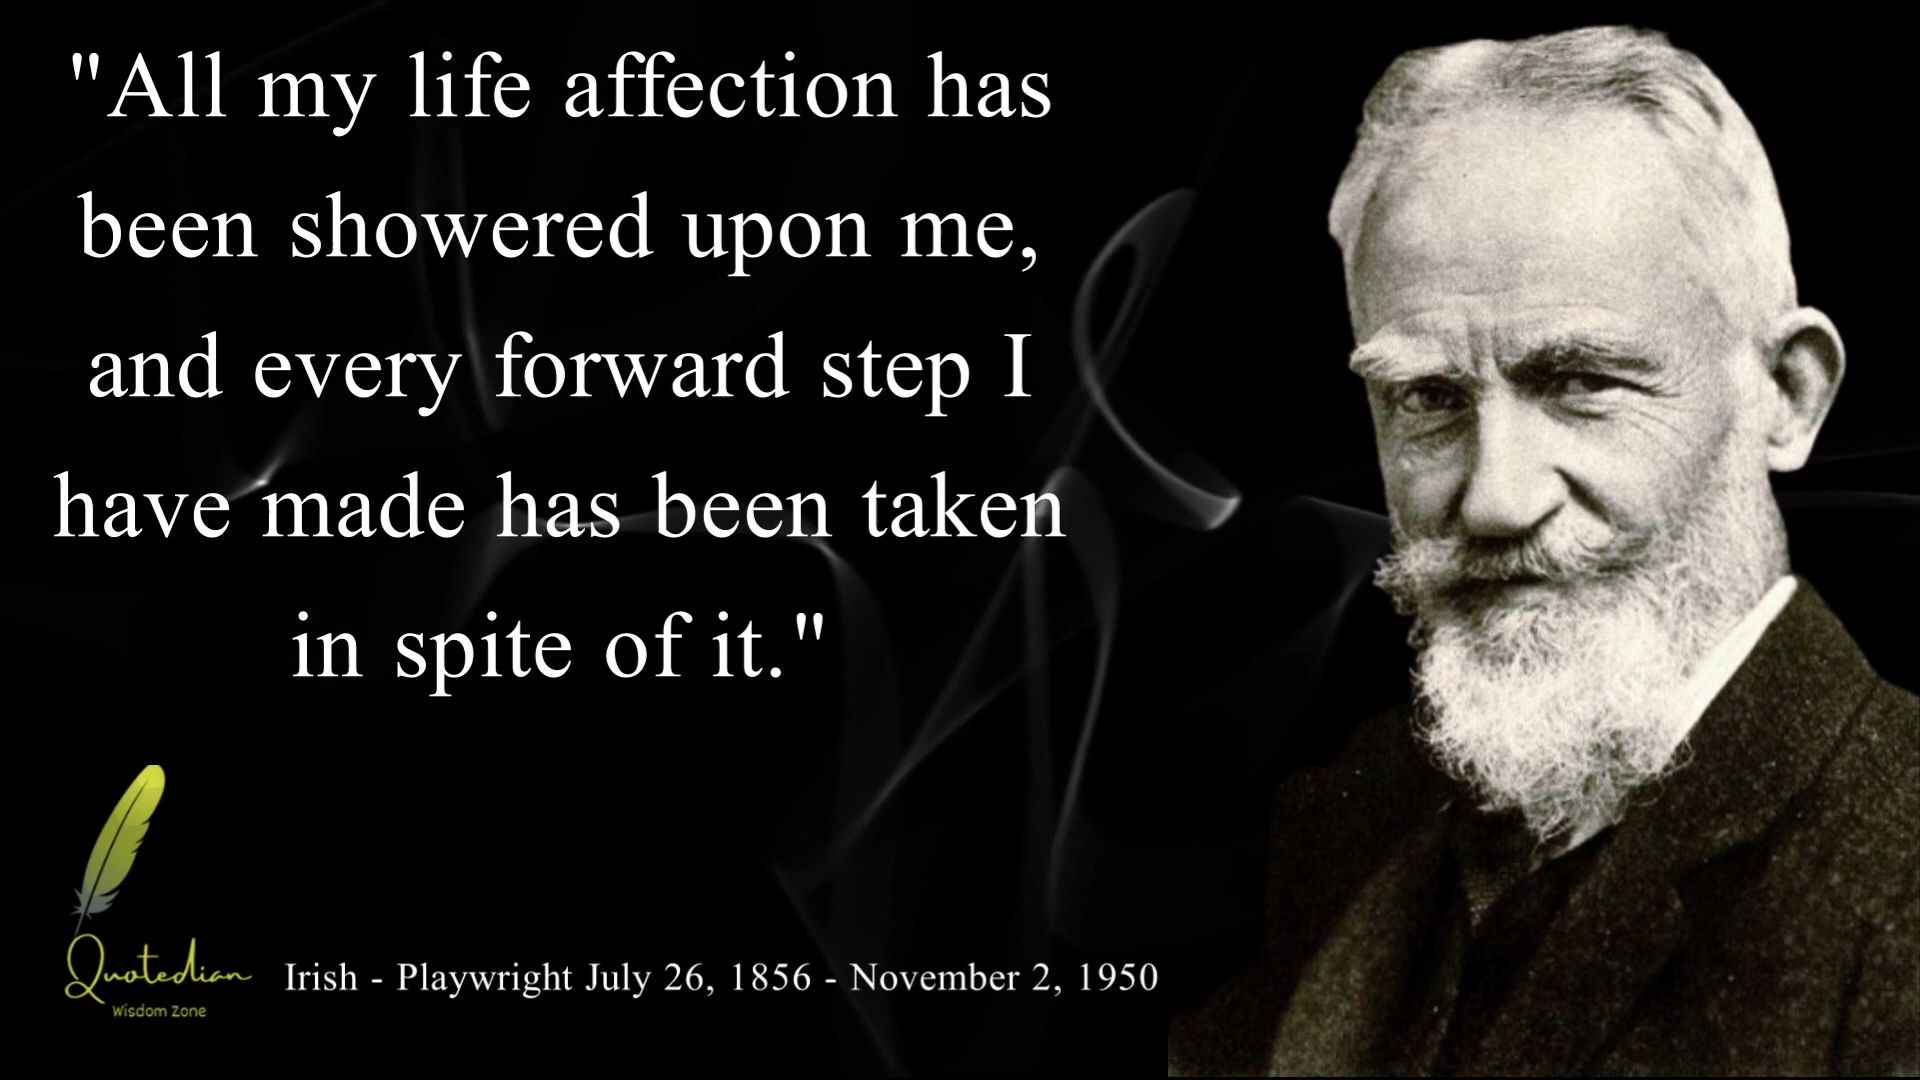 "All my life affection has
been showered upon me,
and every forward step I
have made has been taken
in spite of it."
Quotedian
Wisdom Zone
Irish - Playwright July 26, 1856 - November 2, 1950